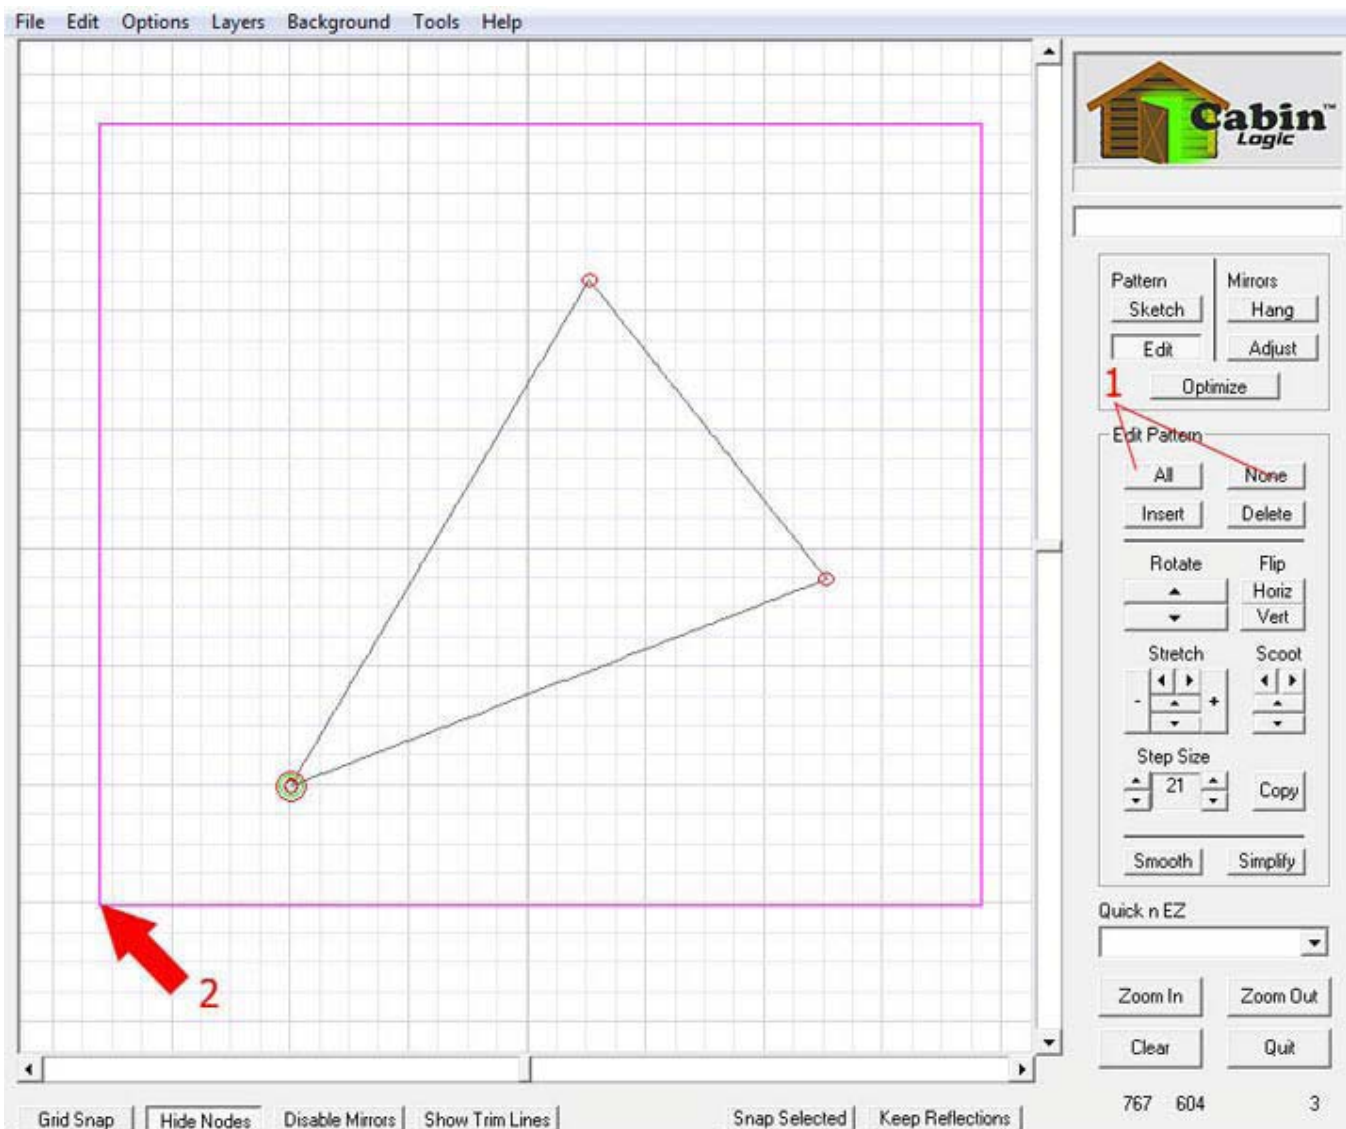 File Edit Options Layers Background Tools Help
Cabin™
Logic
Pattern Mirrors
Sketch Hang
Edit Adjust
Optimize
1
Edit Pattern
All None
Insert Delete
Rotate Flip
Horiz
Vert
Stretch Scoot
- +
Step Size
21 Copy
Smooth Simplify
Quick n EZ
2
Zoom In Zoom Out
Clear Quit
767 604 3
Grid Snap Hide Nodes Disable Mirrors Show Trim Lines Snap Selected Keep Reflections